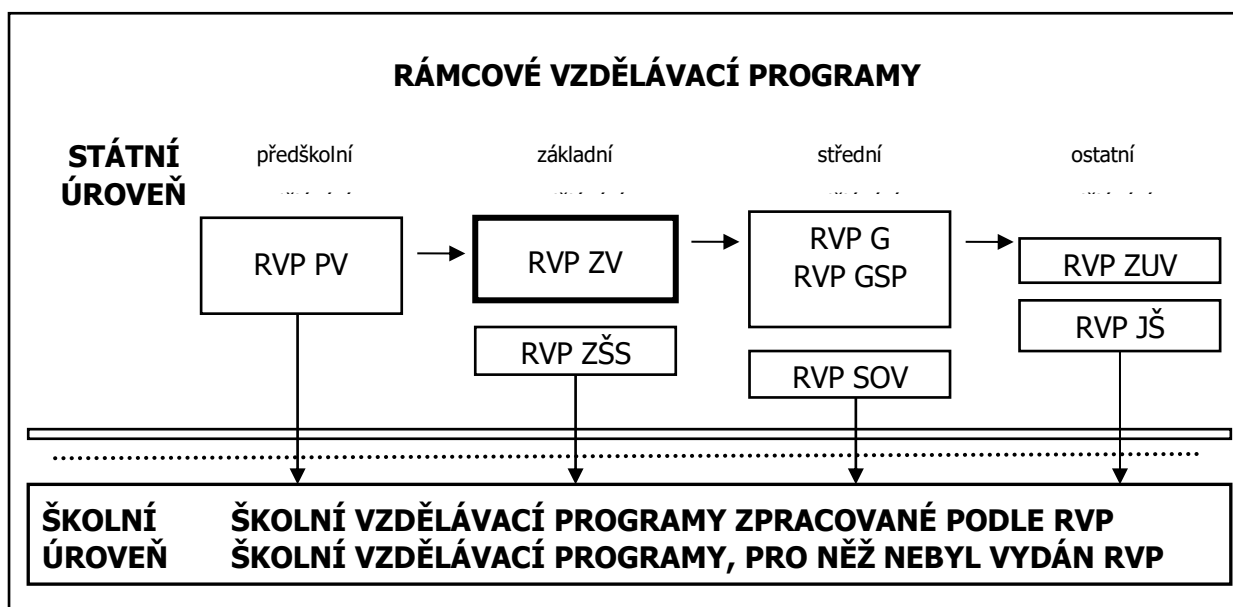 RÁMCOVÉ VZDĚLÁVACÍ PROGRAMY
STÁTNÍ
ÚROVEŇ
předškolní
základní
střední
ostatní
RVP PV
RVP ZV
RVP G
RVP GSP
RVP ZUV
RVP ZŠS
RVP JŠ
RVP SOV
ŠKOLNÍ ÚROVEŇ
ŠKOLNÍ VZDĚLÁVACÍ PROGRAMY ZPRACOVANÉ PODLE RVP
ŠKOLNÍ VZDĚLÁVACÍ PROGRAMY, PRO NĚŽ NEBYL VYDÁN RVP